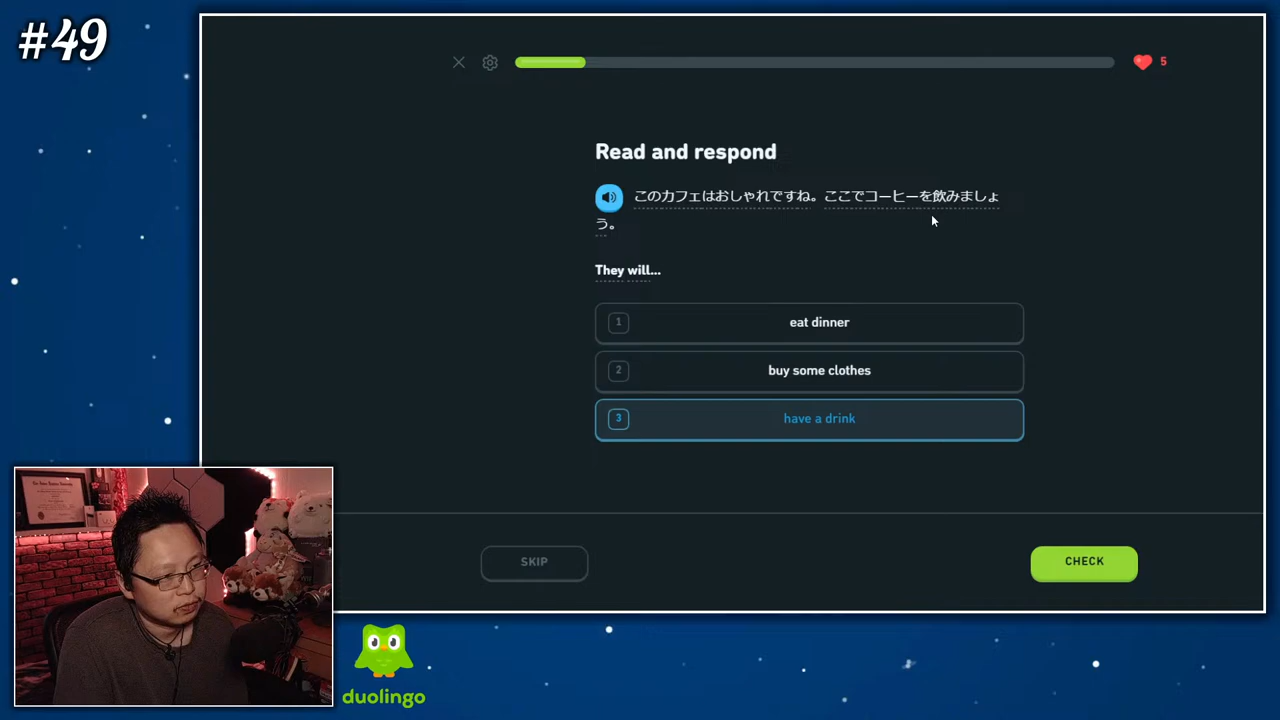 #49
5
Read and respond
このカフェはおしゃれですね。ここでコーヒーを飲みましょ
う。
They will...
1 eat dinner
2 buy some clothes
3 have a drink
SKIP
CHECK
duolingo